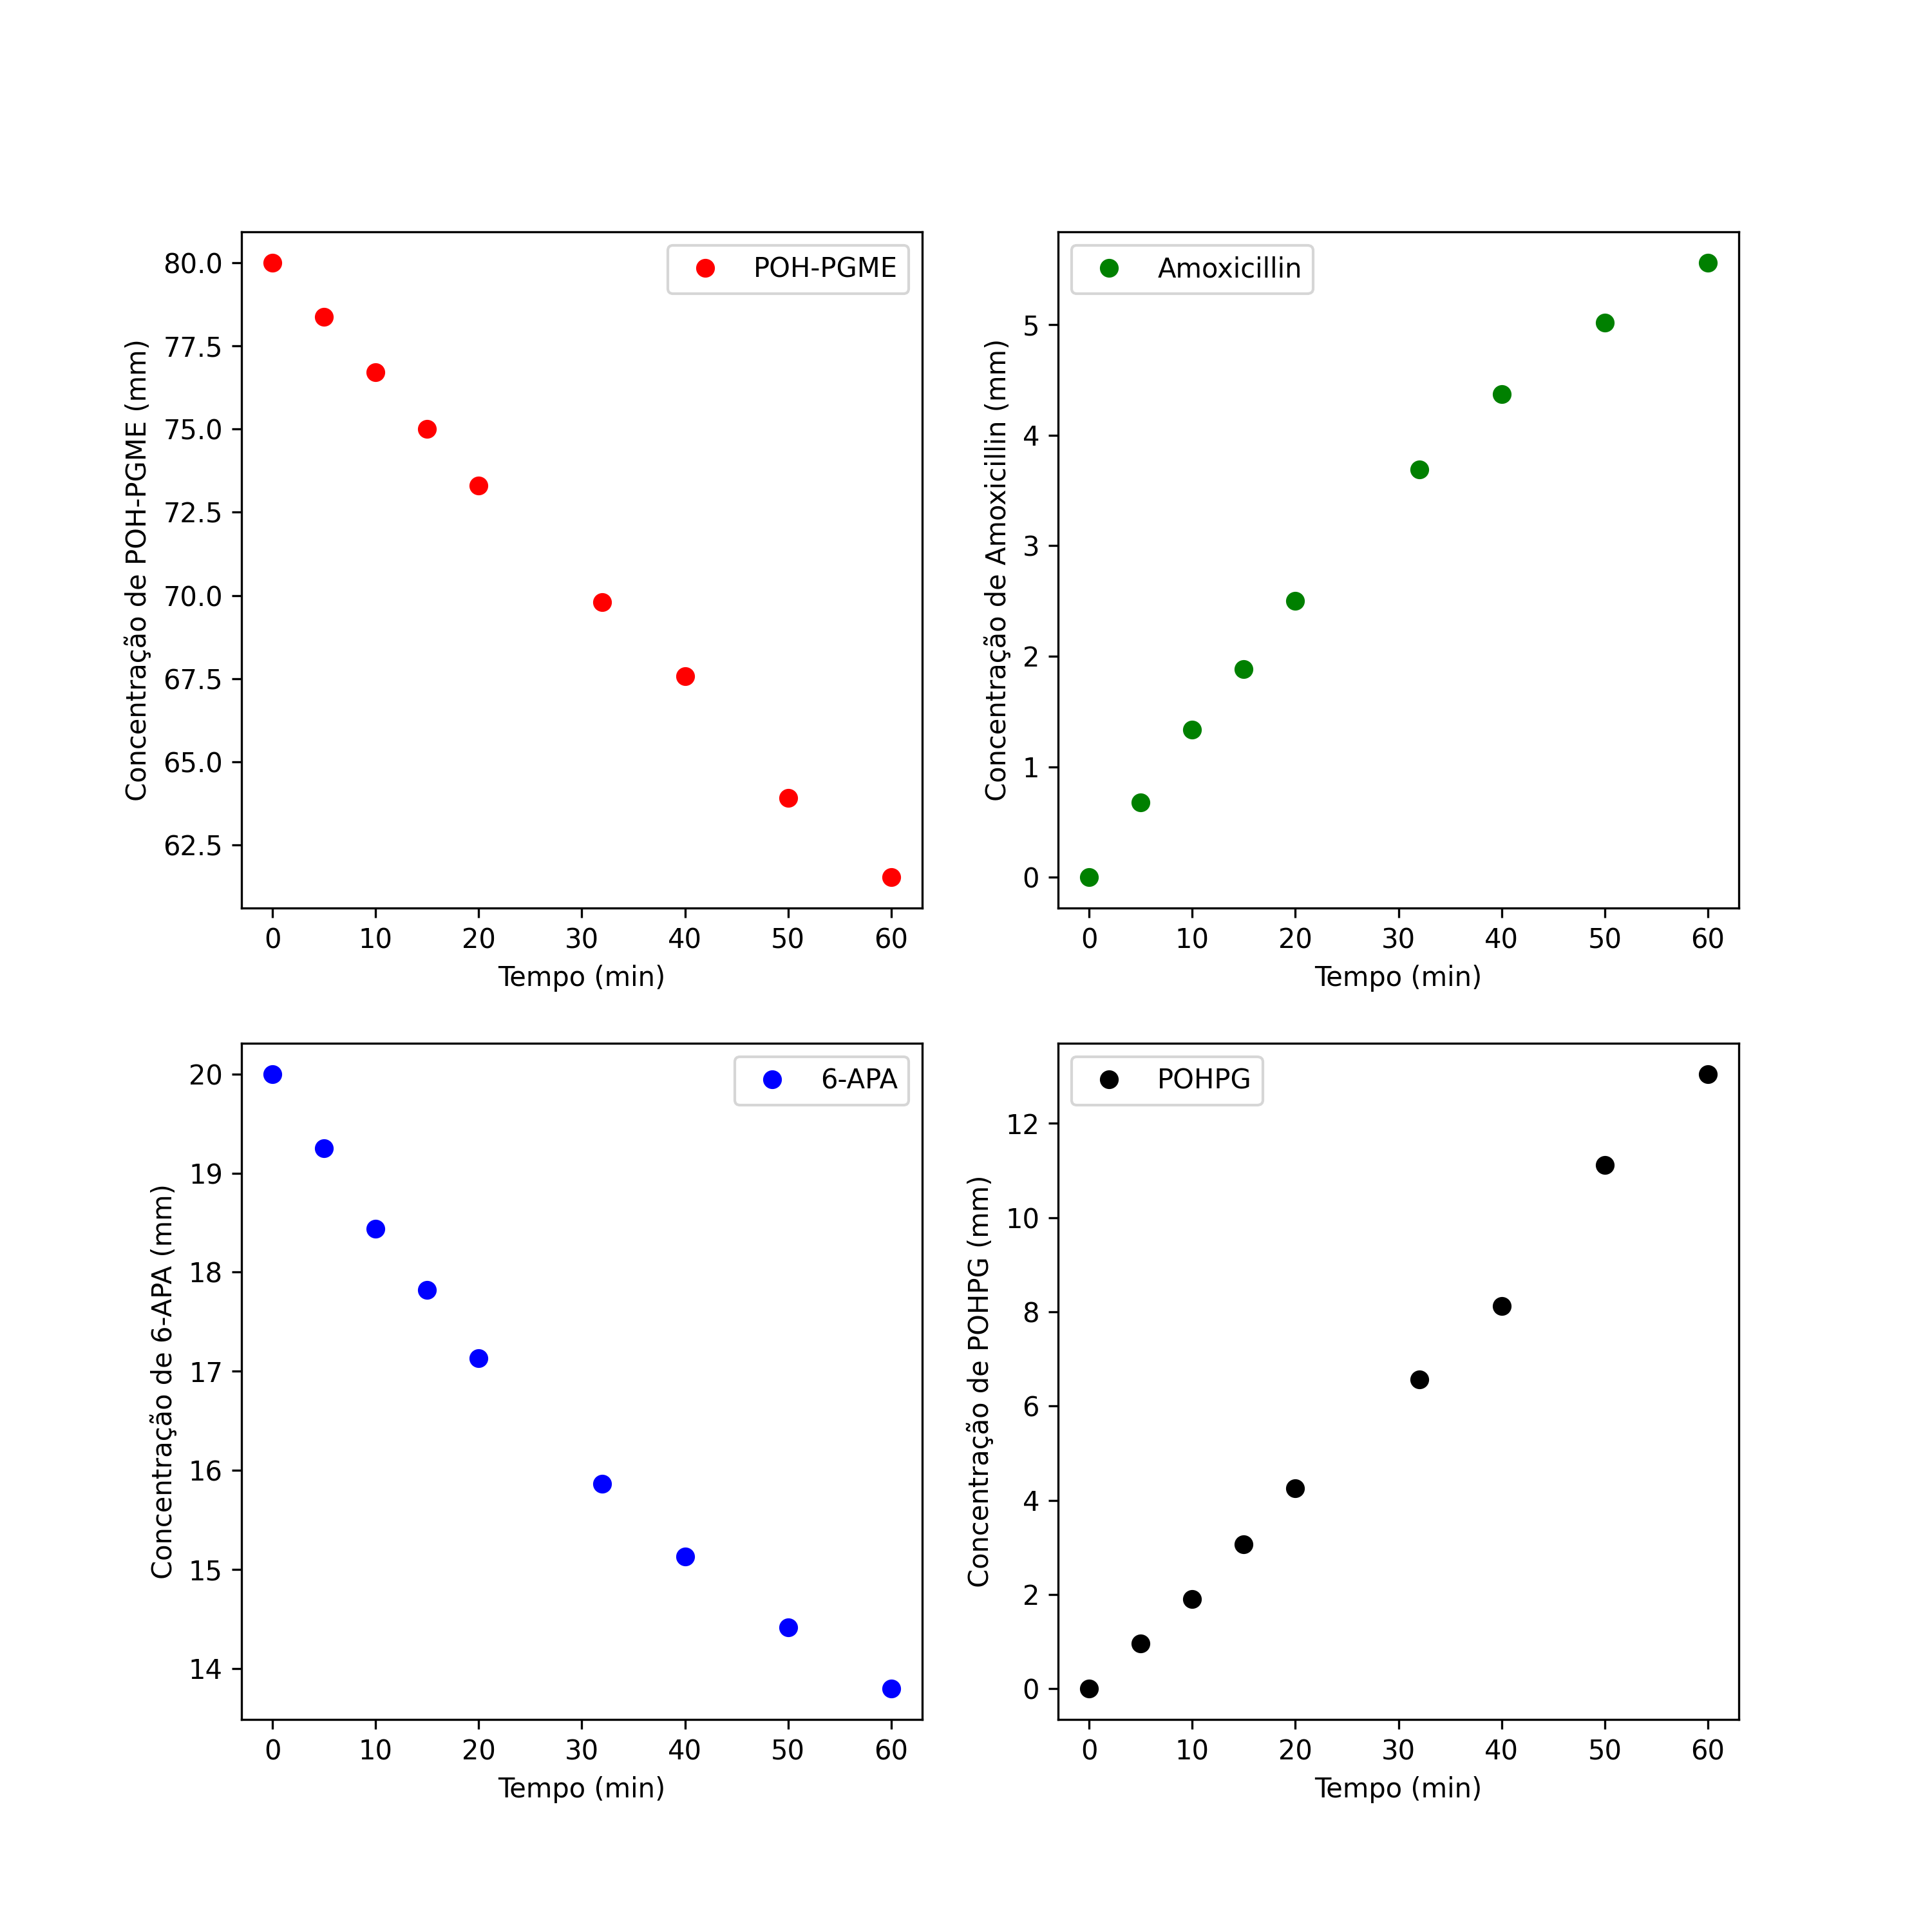 POH-PGME
Concentração de POH-PGME (mm)
80.0
77.5
75.0
72.5
70.0
67.5
65.0
62.5
0 10 20 30 40 50 60
Tempo (min)
Amoxicillin
Concentração de Amoxicillin (mm)
5
4
3
2
1
0
0 10 20 30 40 50 60
Tempo (min)
6-APA
Concentração de 6-APA (mm)
20
19
18
17
16
15
14
0 10 20 30 40 50 60
Tempo (min)
POHPG
Concentração de POHPG (mm)
12
10
8
6
4
2
0
0 10 20 30 40 50 60
Tempo (min)